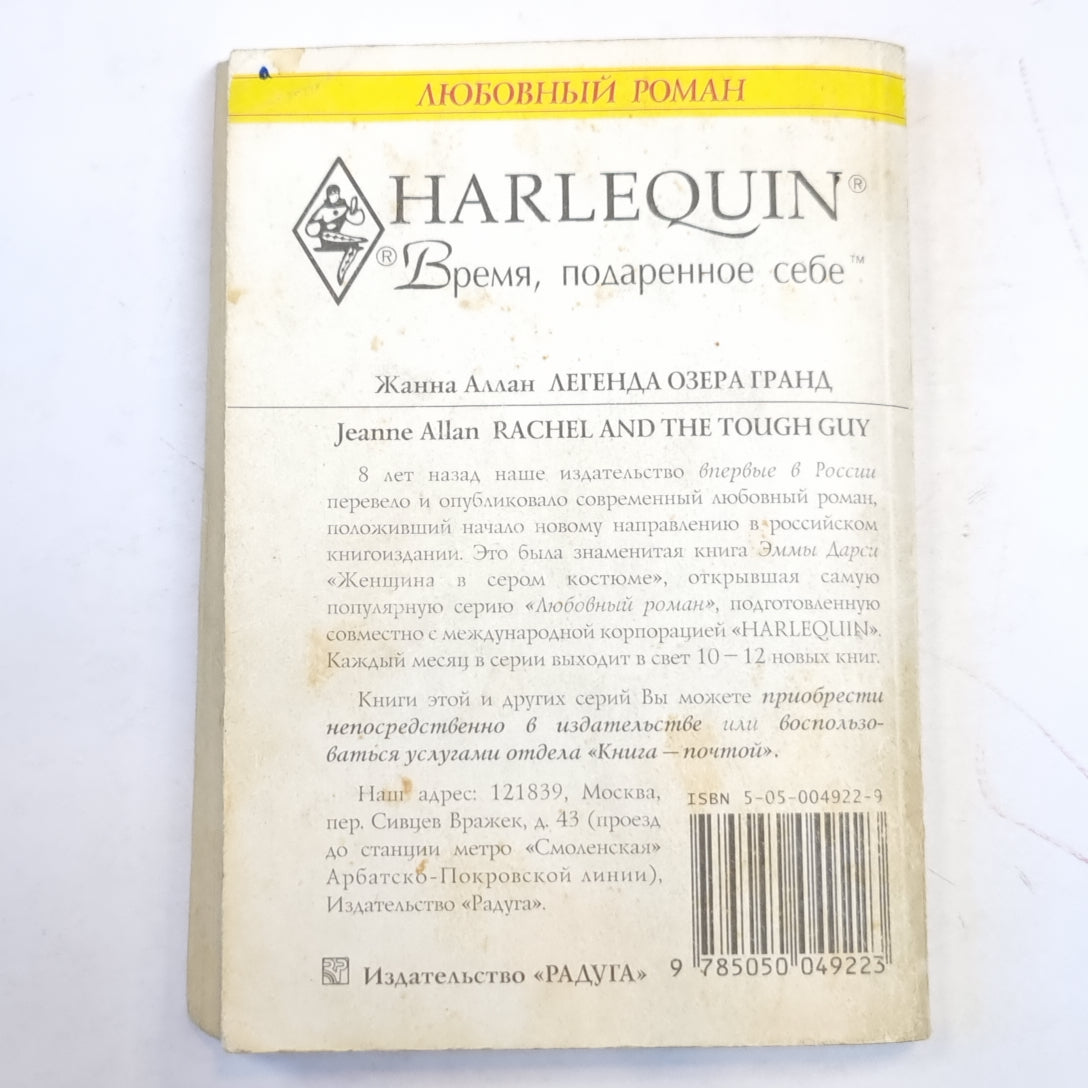 ЛЮБОВНЫЙ РОМАН
HARLEQUIN®
® Время, подаренное себе™
Жанна Аллан ЛЕГЕНДА ОЗЕРА ГРАНД
Jeanne Allan RACHEL AND THE TOUGH GUY
8 лет назад наше издательство впервые в России
перевело и опубликовало современный любовный роман,
положивший начало новому направлению в российском
книгоиздании. Это была знаменитая книга Эммы Дарси
«Женщина в сером костюме», открывшая самую
популярную серию «Любовный роман», подготовленную
совместно с международной корпорацией «HARLEQUIN».
Каждый месяц в серии выходит в свет 10 – 12 новых книг.
Книги этой и других серий Вы можете приобрести
непосредственно в издательстве или воспользо-
ваться услугами отдела «Книга — почтой».
Наш адрес: 121839, Москва,
пер. Сивцев Вражек, д. 43 (проезд
до станции метро «Смоленская»
Арбатско-Покровской линии),
Издательство «Радуга».
ISBN 5-05-004922-9
Издательство «РАДУГА»
9 785050 049223